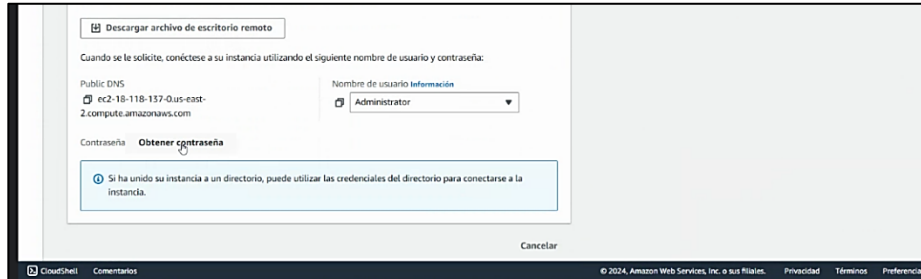 Descargar archivo de escritorio remoto
Cuando se le solicite, conéctese a su instancia utilizando el siguiente nombre de usuario y contraseña:
Public DNS
ec2-18-118-137-0.us-east-
2.compute.amazonaws.com
Nombre de usuario Información
Administrator
Contraseña Obtener contraseña
Si ha unido su instancia a un directorio, puede utilizar las credenciales del directorio para conectarse a la
instancia.
Cancelar
CloudShell Comentarios © 2024, Amazon Web Services, Inc. o sus filiales. Privacidad Términos Preferencia